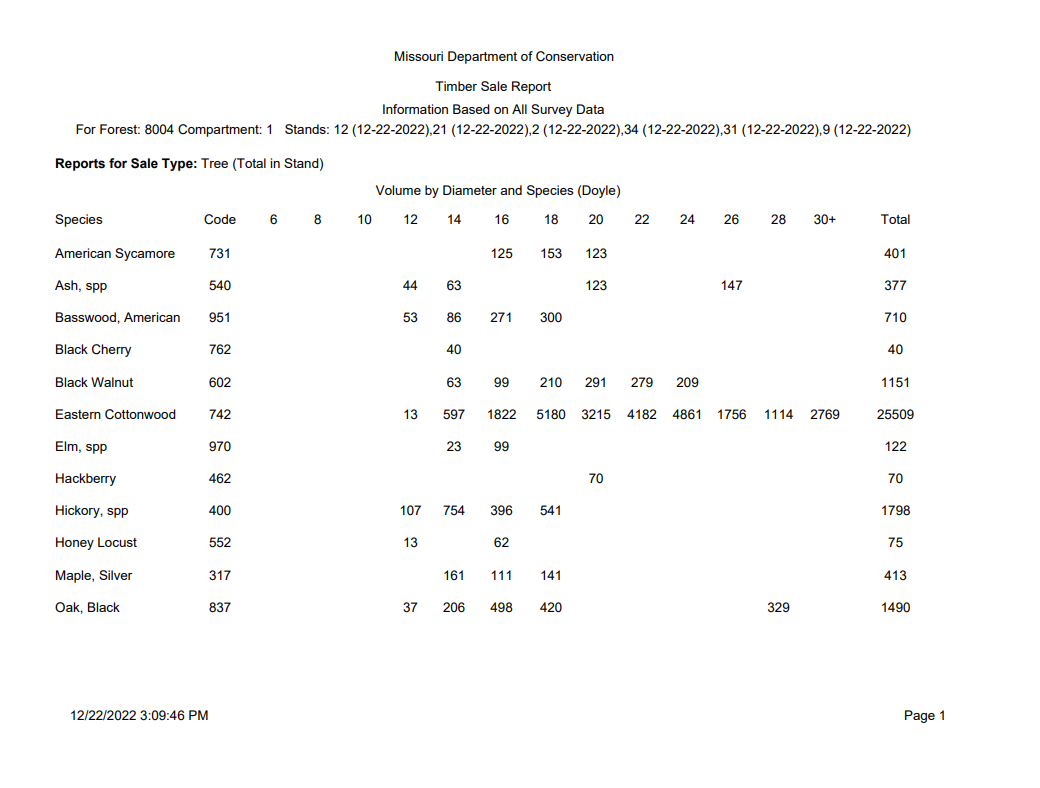 Missouri Department of Conservation
Timber Sale Report
Information Based on All Survey Data
For Forest: 8004 Compartment: 1 Stands: 12 (12-22-2022),21 (12-22-2022),2 (12-22-2022),34 (12-22-2022),31 (12-22-2022),9 (12-22-2022)
Reports for Sale Type: Tree (Total in Stand)
Volume by Diameter and Species (Doyle)
Species Code 6 8 10 12 14 16 18 20 22 24 26 28 30+ Total
American Sycamore 731 125 153 123 401
Ash, spp 540 44 63 123 147 377
Basswood, American 951 53 86 271 300 710
Black Cherry 762 40 40
Black Walnut 602 63 99 210 291 279 209 1151
Eastern Cottonwood 742 13 597 1822 5180 3215 4182 4861 1756 1114 2769 25509
Elm, spp 970 23 99 122
Hackberry 462 70 70
Hickory, spp 400 107 754 396 541 1798
Honey Locust 552 13 62 75
Maple, Silver 317 161 111 141 413
Oak, Black 837 37 206 498 420 329 1490
12/22/2022 3:09:46 PM Page 1